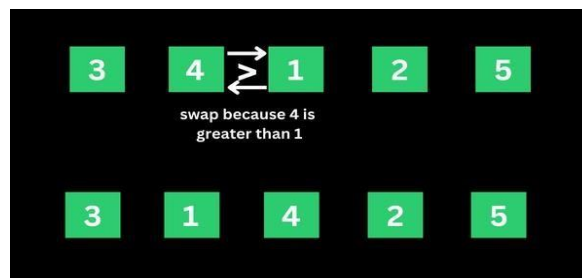 3 4 > 1 2 5
swap because 4 is
greater than 1
3 1 4 2 5